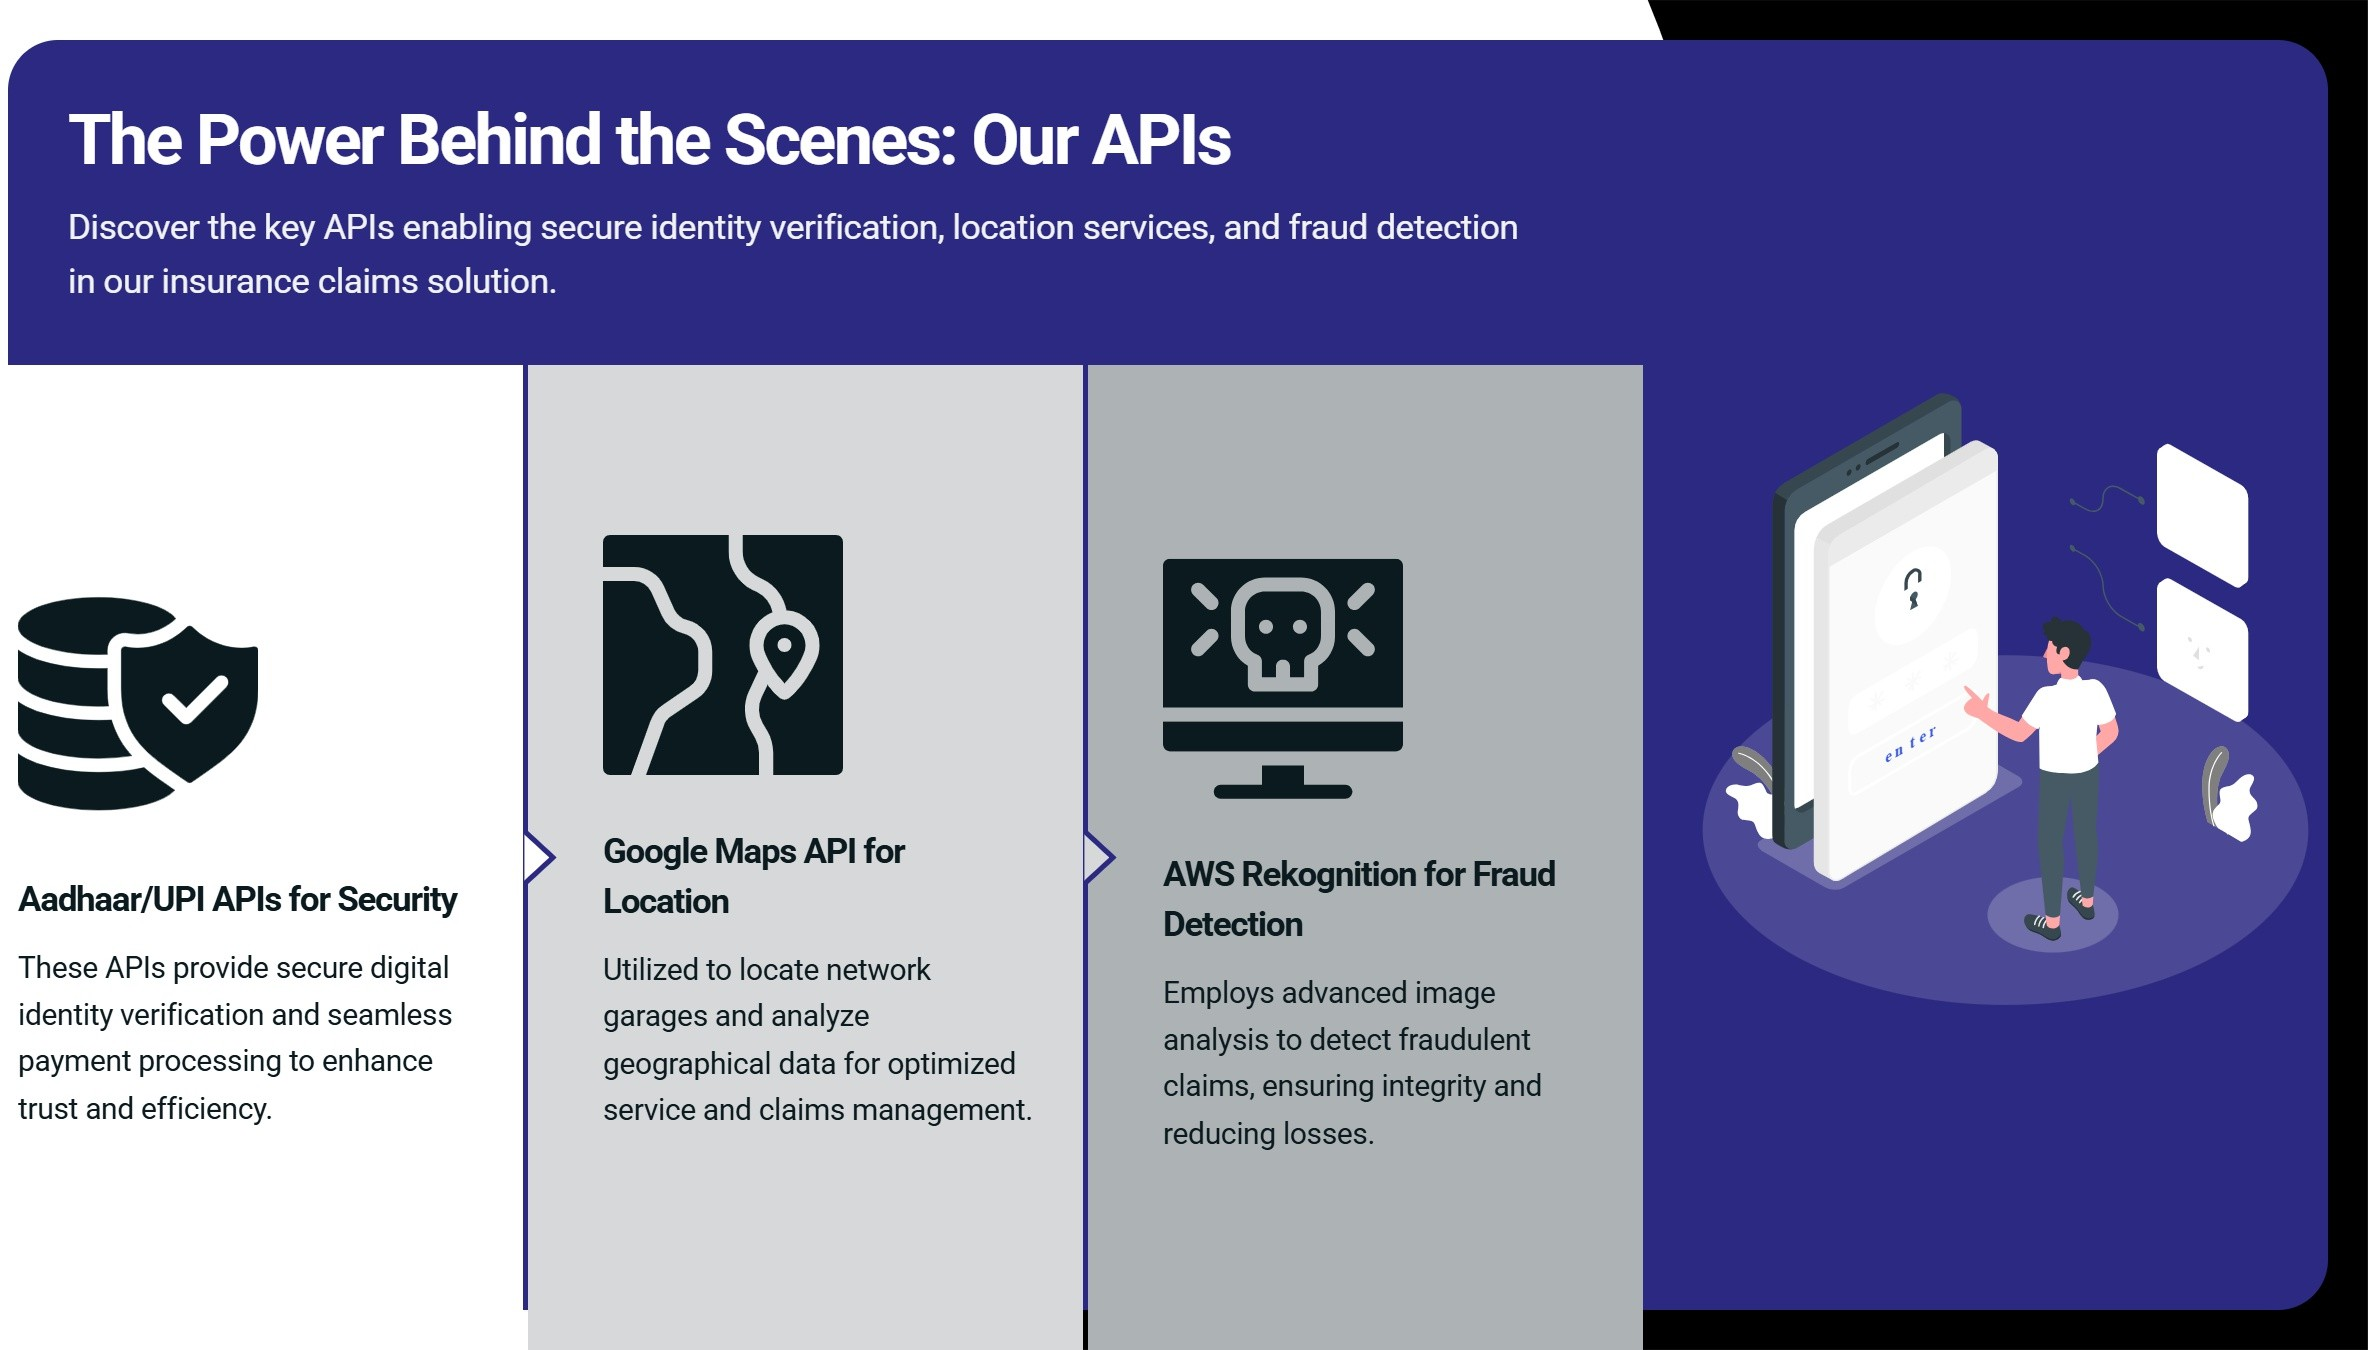 The Power Behind the Scenes: Our APIs
Discover the key APIs enabling secure identity verification, location services, and fraud detection
in our insurance claims solution.
Aadhaar/UPI APIs for Security
These APIs provide secure digital
identity verification and seamless
payment processing to enhance
trust and efficiency.
Google Maps API for
Location
Utilized to locate network
garages and analyze
geographical data for optimized
service and claims management.
AWS Rekognition for Fraud
Detection
Employs advanced image
analysis to detect fraudulent
claims, ensuring integrity and
reducing losses.
enter